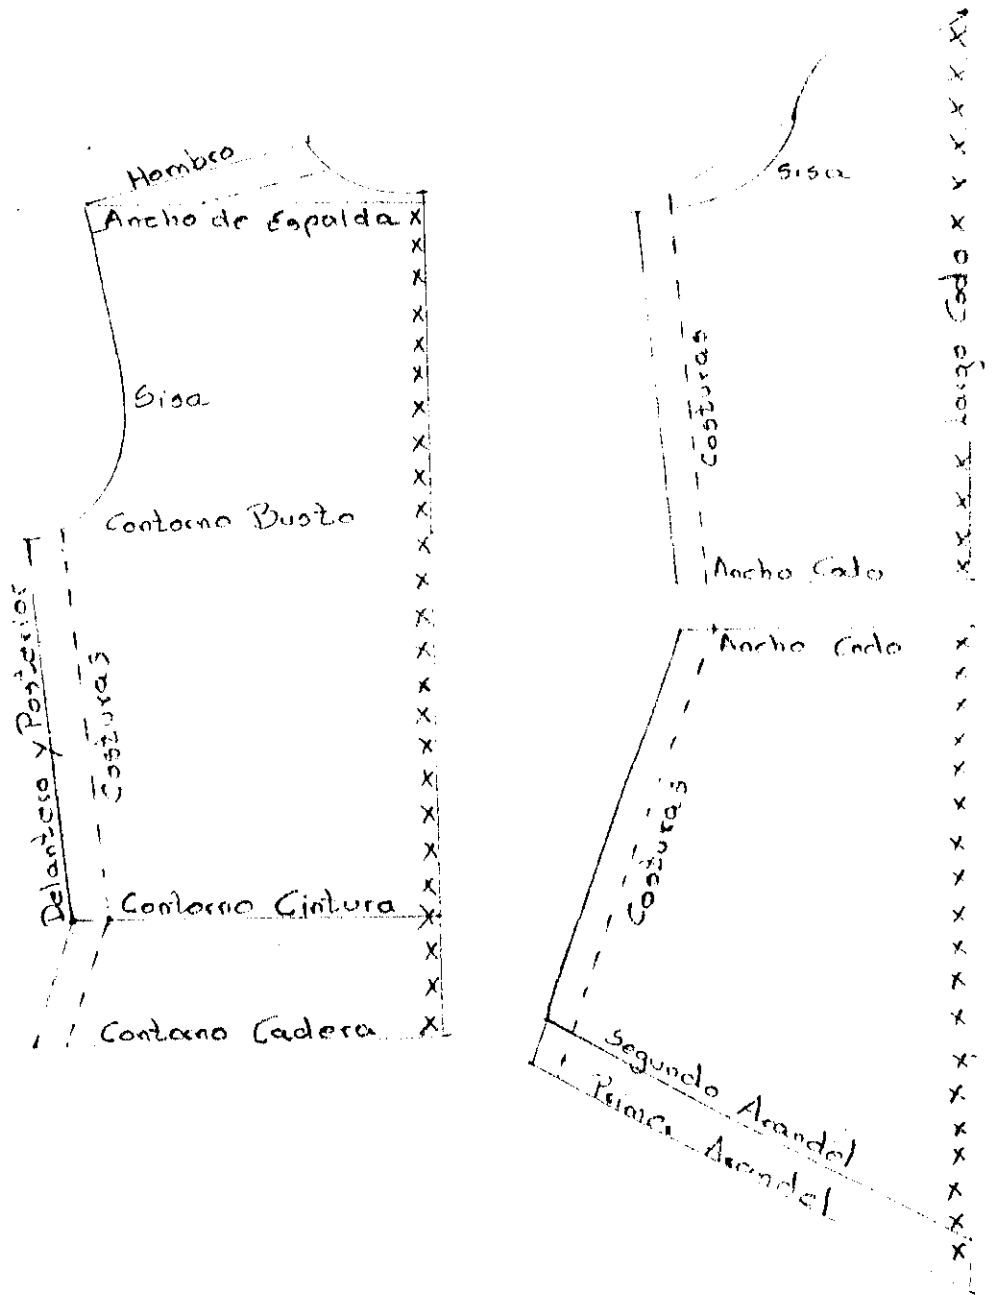 Hombro
Ancho de Espalda
Sisa
Contorno Busto
Delantero y Posterior
Costuras
Contorno Cintura
Contorno Cadera
Sisa
Largo Codo
Costuras
Ancho Codo
Ancho Codo
Costuras
Segundo Arandel
Primer Arandel